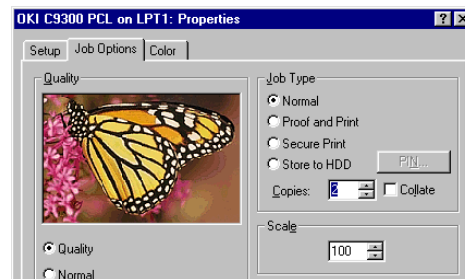 OKI C9300 PCL on LPT1: Properties
Setup Job Options Color
Quality
Job Type
Normal
Proof and Print
Secure Print
Store to HDD PIN...
Copies: 2 Collate
Scale
100
Quality
Normal